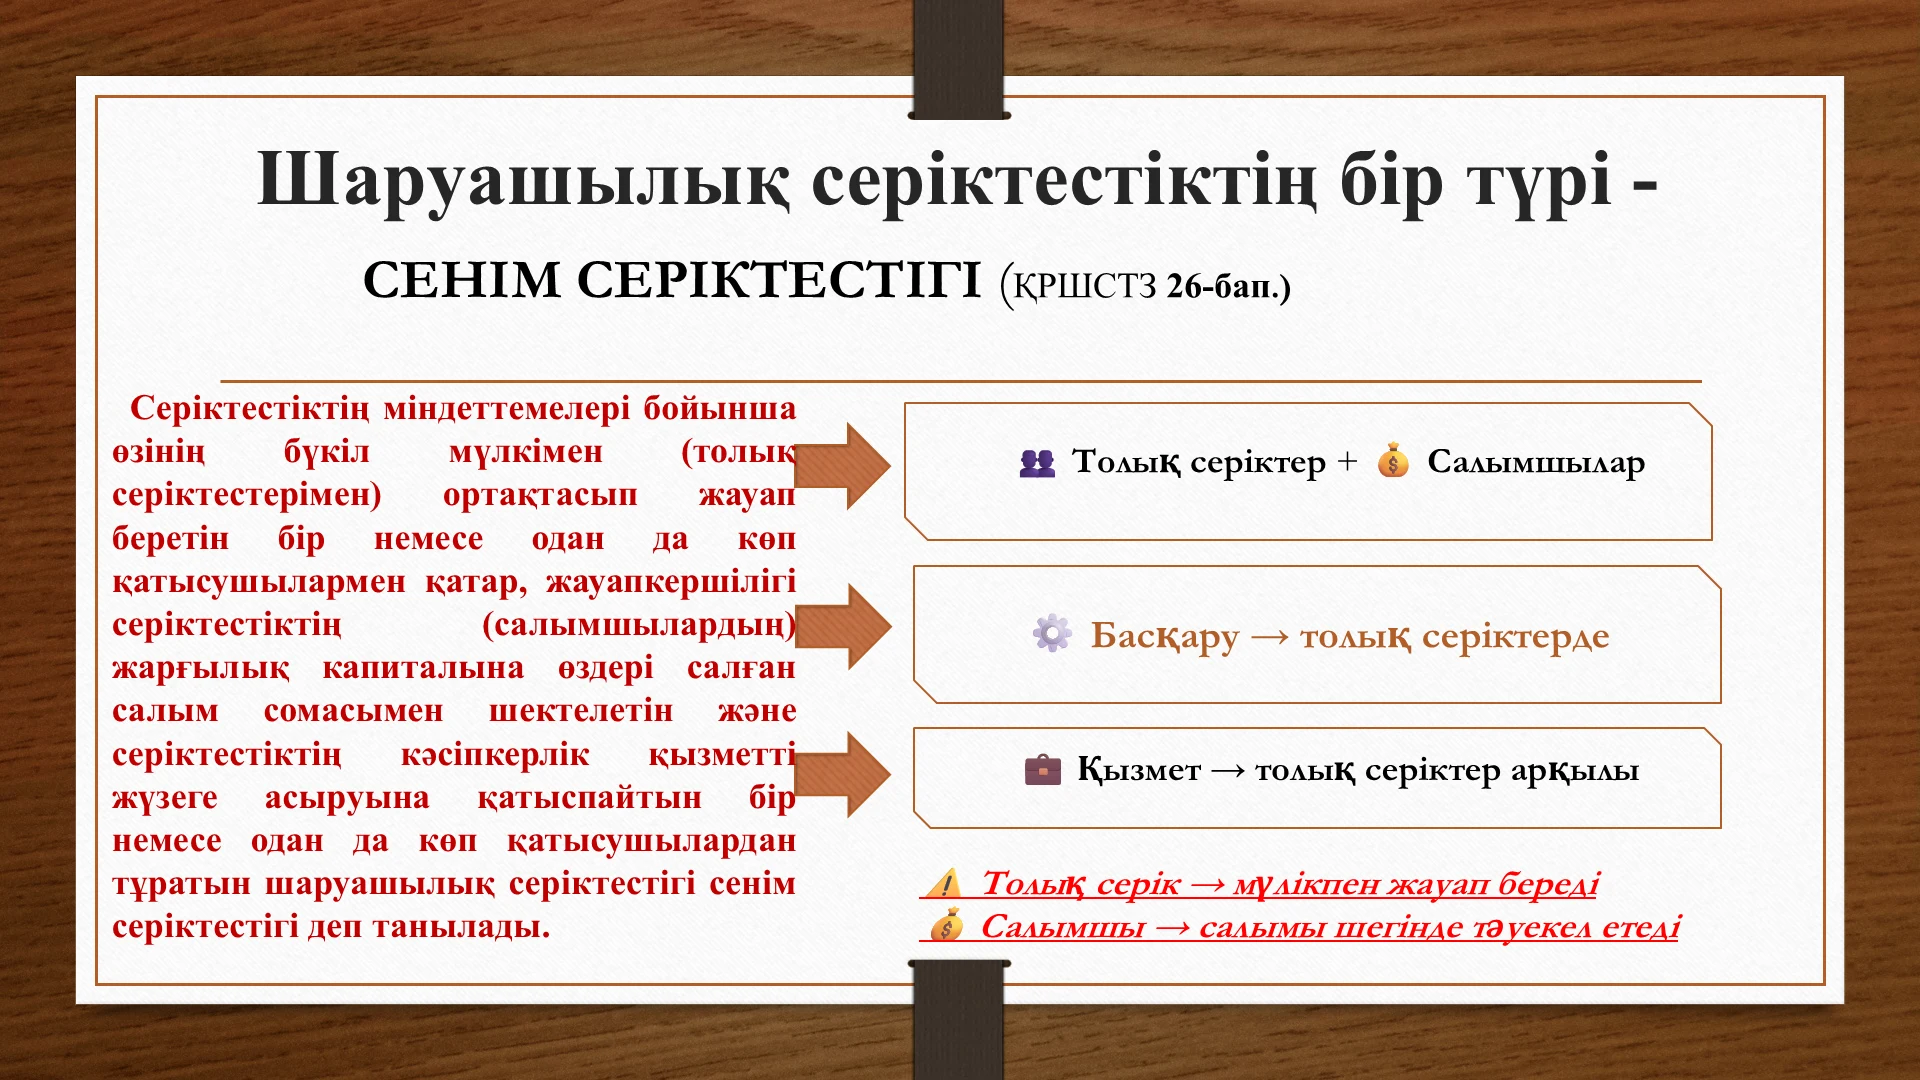 Шаруашылық серіктестіктің бір түрі -
СЕНІМ СЕРІКТЕСТІГІ (ҚРШСТЗ 26-бап.)
Серіктестіктің міндеттемелері бойынша
өзінің бүкіл мүлкімен (толық
серіктестерімен) ортақтасып жауап
беретін бір немесе одан да көп
қатысушылармен қатар, жауапкершілігі
серіктестіктің (салымшылардың)
жарғылық капиталына өздері салған
салым сомасымен шектелетін және
серіктестіктің кәсіпкерлік қызметті
жүзеге асыруына қатыспайтын бір
немесе одан да көп қатысушылардан
тұратын шаруашылық серіктестігі сенім
серіктестігі деп танылады.
👥 Толық серіктер + 💰 Салымшылар
⚙️ Басқару → толық серіктерде
💼 Қызмет → толық серіктер арқылы
⚠️ Толық серік → мүлікпен жауап береді
💰 Салымшы → салымы шегінде тәуекел етеді